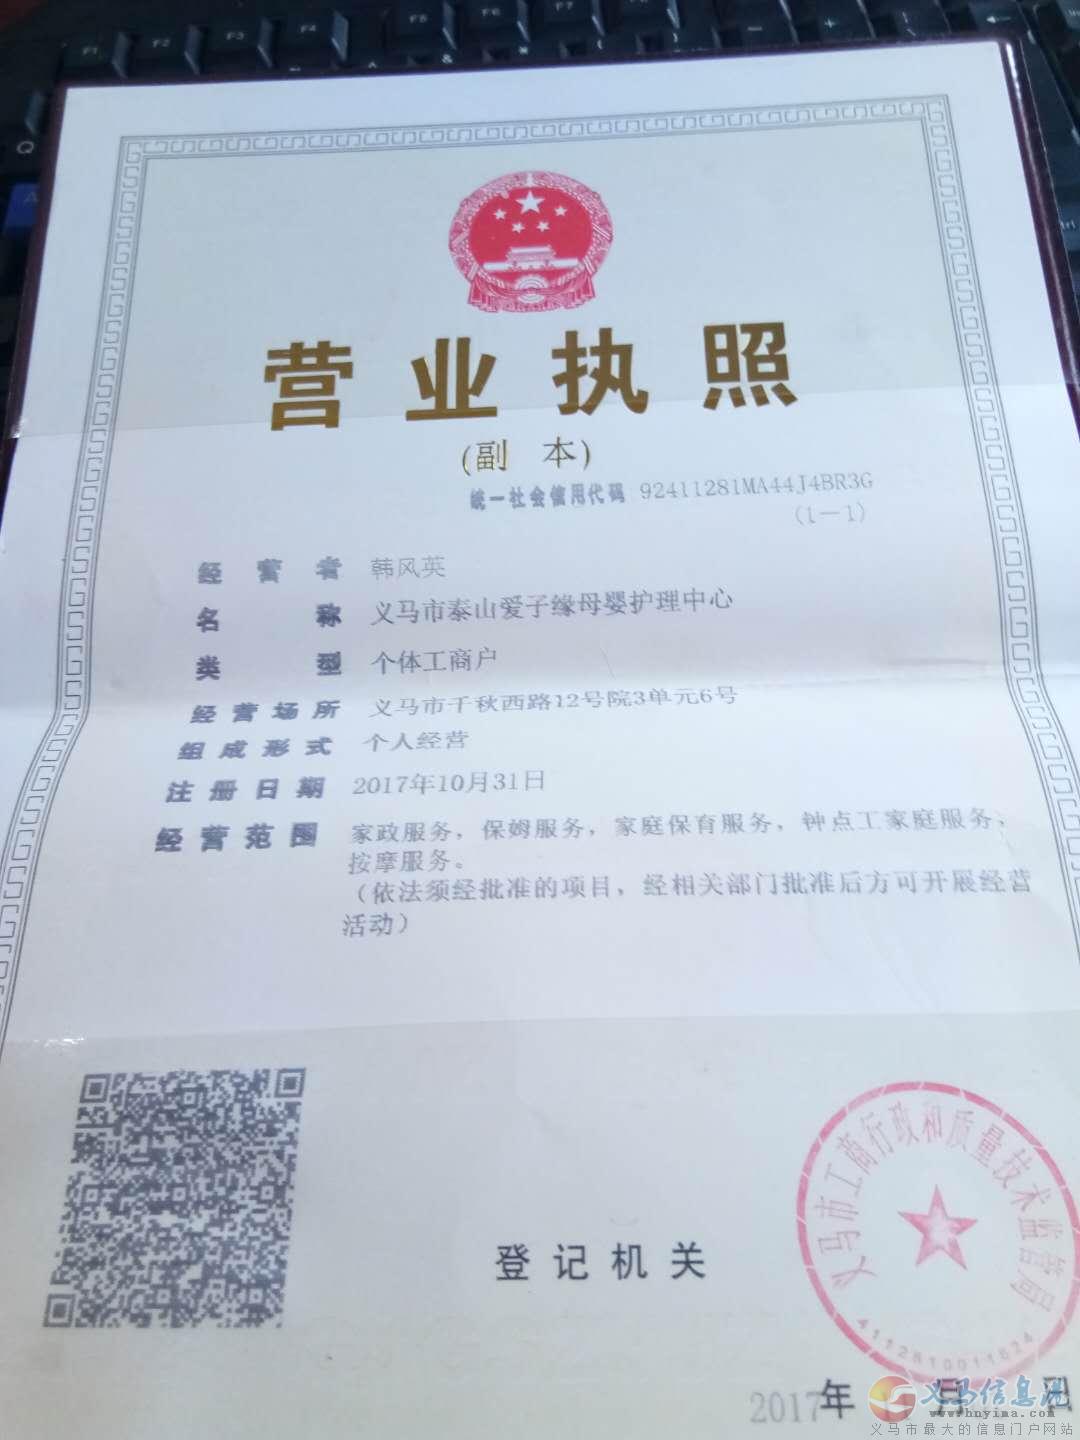 营业执照
(副 本)
统一社会信用代码 92411281MA44J4BR3G
(1—1)
经营者 韩风英
名称 义马市泰山爱子缘母婴护理中心
类型 个体工商户
经营场所 义马市千秋西路12号院3单元6号
组成形式 个人经营
注册日期 2017年10月31日
经营范围 家政服务，保姆服务，家庭保育服务，钟点工家庭服务，
按摩服务。
（依法须经批准的项目，经相关部门批准后方可开展经营
活动）
义马市工商行政和质量技术监督管理局
4112810011624
登记机关
2017年 月 日
义马信息港
www.hnyima.com
义马市最大的信息门户网站